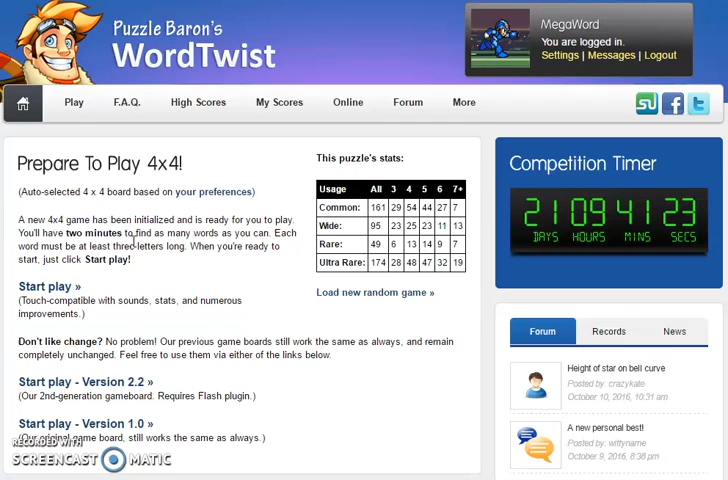 Puzzle Baron's
WordTwist
MegaWord
You are logged in.
Settings | Messages | Logout
Play
F.A.Q.
High Scores
My Scores
Online
Forum
More
Prepare To Play 4x4!
(Auto-selected 4 x 4 board based on your preferences)
A new 4x4 game has been initialized and is ready for you to play.
You'll have two minutes to find as many words as you can. Each
word must be at least three letters long. When you're ready to
start, just click Start play!
Start play »
(Touch-compatible with sounds, stats, and numerous
improvements.)
Don't like change? No problem! Our previous game boards still work the same as always, and remain
completely unchanged. Feel free to use them via either of the links below.
Start play - Version 2.2 »
(Our 2nd-generation gameboard. Requires Flash plugin.)
Start play - Version 1.0 »
(Our original game board, still works the same as always.)
This puzzle's stats:
Usage All 3 4 5 6 7+
Common: 161 29 54 44 27 7
Wide: 95 23 25 23 11 13
Rare: 49 6 13 14 9 7
Ultra Rare: 174 28 48 47 32 19
Load new random game »
Competition Timer
21 09 41 23
DAYS HOURS MINS SECS
Forum
Records
News
Height of star on bell curve
Posted by: crazykate
October 10, 2016, 10:31 am
A new personal best!
Posted by: wittyname
October 9, 2016, 8:36 pm
RECORDED WITH
SCREENCAST MATIC